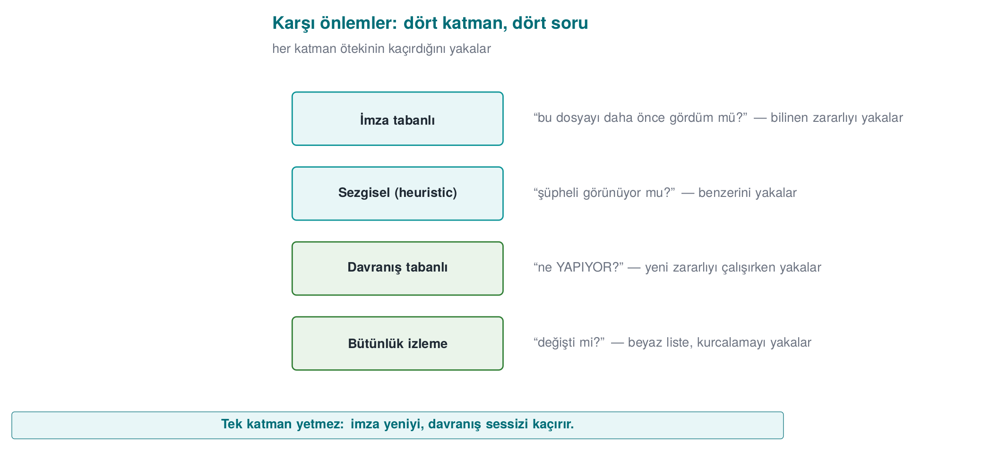 Karşı önlemler: dört katman, dört soru
her katman ötekinin kaçırdığını yakalar
İmza tabanlı
“bu dosyayı daha önce gördüm mü?” — bilinen zararlıyı yakalar
Sezgisel (heuristic)
“şüpheli görünüyor mu?” — benzerini yakalar
Davranış tabanlı
“ne YAPIYOR?” — yeni zararlıyı çalışırken yakalar
Bütünlük izleme
“değişti mi?” — beyaz liste, kurcalamayı yakalar
Tek katman yetmez: imza yeniyi, davranış sessizi kaçırır.